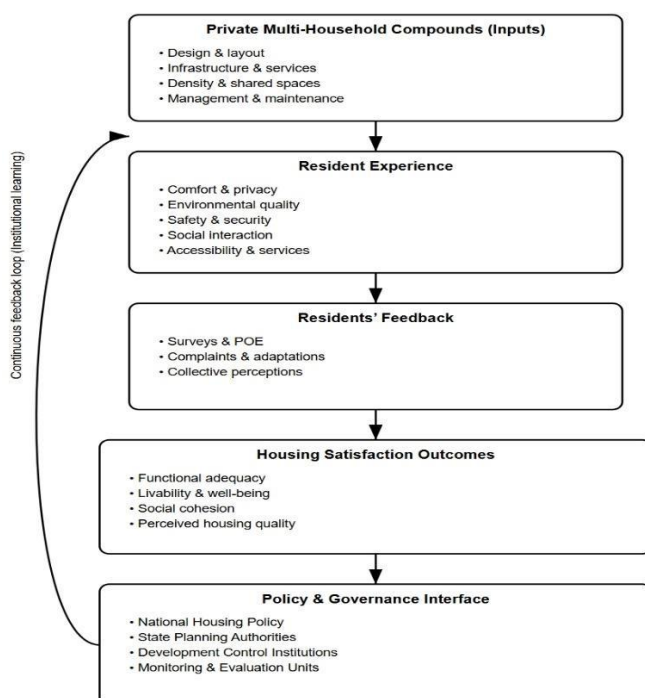 Private Multi-Household Compounds (Inputs)
• Design & layout
• Infrastructure & services
• Density & shared spaces
• Management & maintenance
Continuous feedback loop (Institutional learning)
Resident Experience
• Comfort & privacy
• Environmental quality
• Safety & security
• Social interaction
• Accessibility & services
Residents’ Feedback
• Surveys & POE
• Complaints & adaptations
• Collective perceptions
Housing Satisfaction Outcomes
• Functional adequacy
• Livability & well-being
• Social cohesion
• Perceived housing quality
Policy & Governance Interface
• National Housing Policy
• State Planning Authorities
• Development Control Institutions
• Monitoring & Evaluation Units